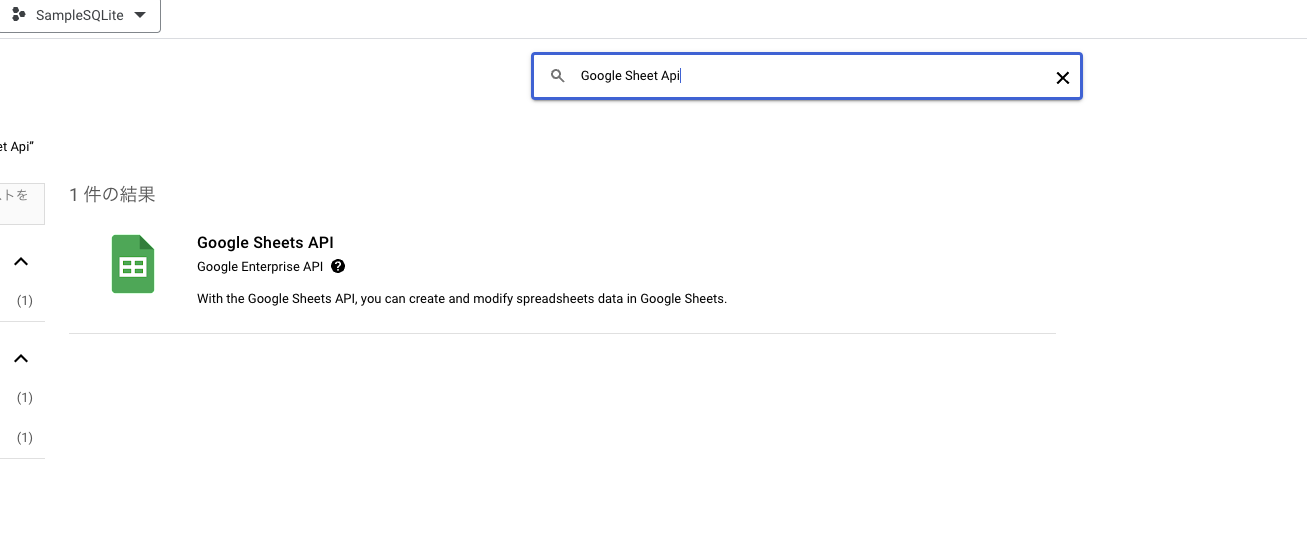 SampleSQLite
Google Sheet Api
et Api”
1 件の結果
ストを
Google Sheets API
Google Enterprise API
With the Google Sheets API, you can create and modify spreadsheets data in Google Sheets.
(1)
(1)
(1)